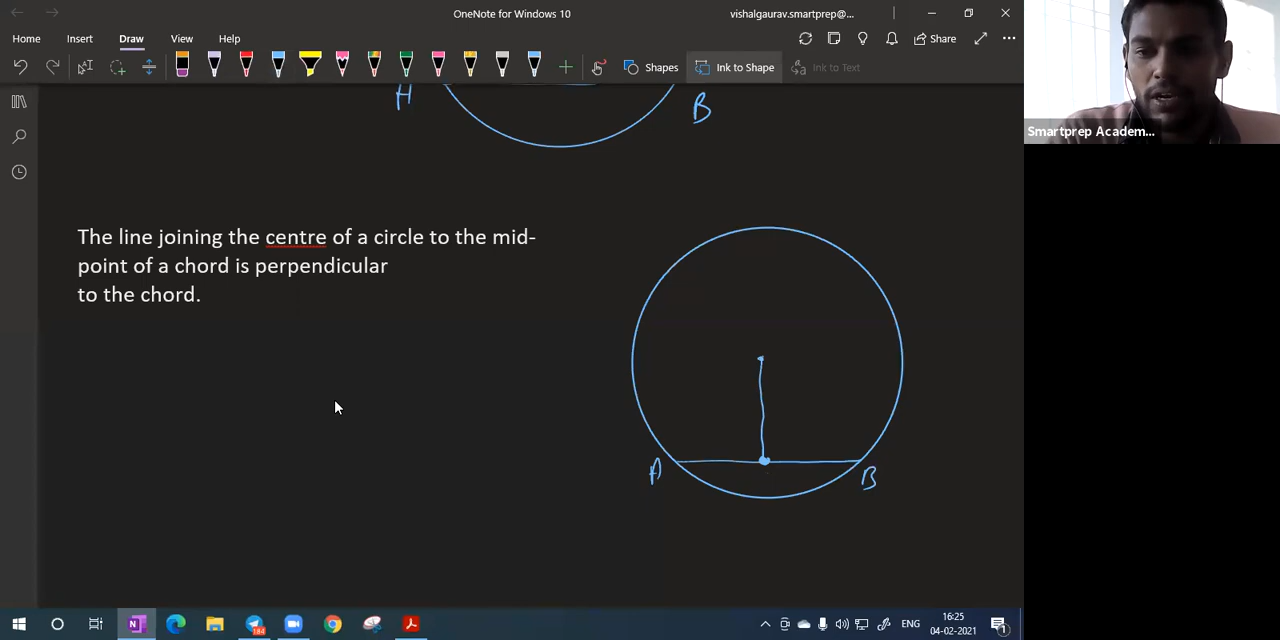 OneNote for Windows 10
vishalgaurav.smartprep@...
Home Insert Draw View Help
Share
Shapes
Ink to Shape
Ink to Text
H
B
Smartprep Academ...
The line joining the centre of a circle to the mid-
point of a chord is perpendicular
to the chord.
A
B
N
184
ENG
16:25
04-02-2021
1